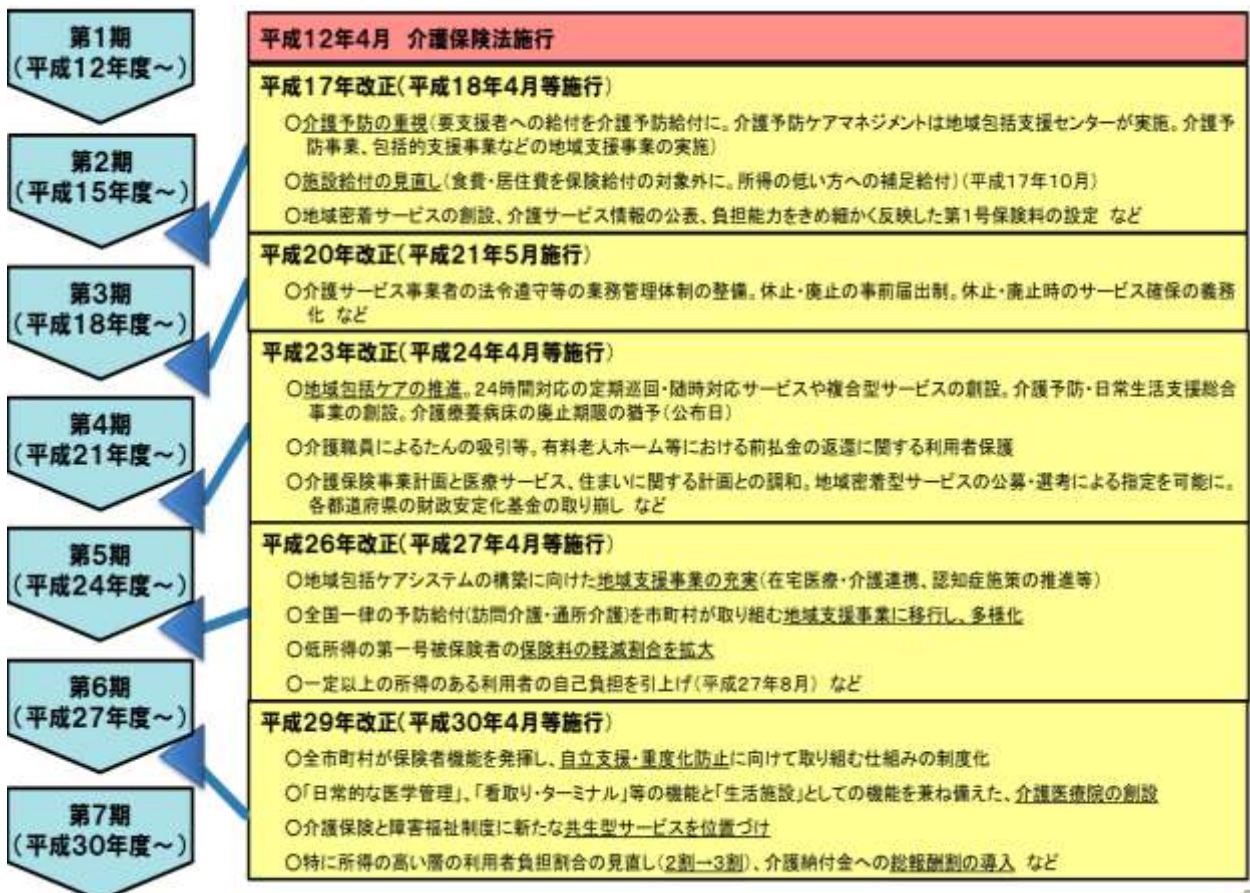 第1期
(平成12年度～)
第2期
(平成15年度～)
第3期
(平成18年度～)
第4期
(平成21年度～)
第5期
(平成24年度～)
第6期
(平成27年度～)
第7期
(平成30年度～)
平成12年4月 介護保険法施行
平成17年改正(平成18年4月等施行)
○介護予防の重視(要支援者への給付を介護予防給付に。介護予防ケアマネジメントは地域包括支援センターが実施。介護予
防事業、包括的支援事業などの地域支援事業の実施)
○施設給付の見直し(食費・居住費を保険給付の対象外に。所得の低い方への補足給付)(平成17年10月)
○地域密着サービスの創設、介護サービス情報の公表、負担能力をきめ細かく反映した第1号保険料の設定 など
平成20年改正(平成21年5月施行)
○介護サービス事業者の法令遵守等の業務管理体制の整備。休止・廃止の事前届出制。休止・廃止時のサービス確保の義務
化 など
平成23年改正(平成24年4月等施行)
○地域包括ケアの推進。24時間対応の定期巡回・随時対応サービスや複合型サービスの創設。介護予防・日常生活支援総合
事業の創設。介護療養病床の廃止期限の猶予(公布日)
○介護職員によるたんの吸引等。有料老人ホーム等における前払金の返還に関する利用者保護
○介護保険事業計画と医療サービス、住まいに関する計画との調和。地域密着型サービスの公募・選考による指定を可能に。
各都道府県の財政安定化基金の取り崩し など
平成26年改正(平成27年4月等施行)
○地域包括ケアシステムの構築に向けた地域支援事業の充実(在宅医療・介護連携、認知症施策の推進等)
○全国一律の予防給付(訪問介護・通所介護)を市町村が取り組む地域支援事業に移行し、多様化
○低所得の第一号被保険者の保険料の軽減割合を拡大
○一定以上の所得のある利用者の自己負担を引上げ(平成27年8月) など
平成29年改正(平成30年4月等施行)
○全市町村が保険者機能を発揮し、自立支援・重度化防止に向けて取り組む仕組みの制度化
○「日常的な医学管理」、「看取り・ターミナル」等の機能と「生活施設」としての機能を兼ね備えた、介護医療院の創設
○介護保険と障害福祉制度に新たな共生型サービスを位置づけ
○特に所得の高い層の利用者負担割合の見直し(2割→3割)、介護納付金への総報酬割の導入 など